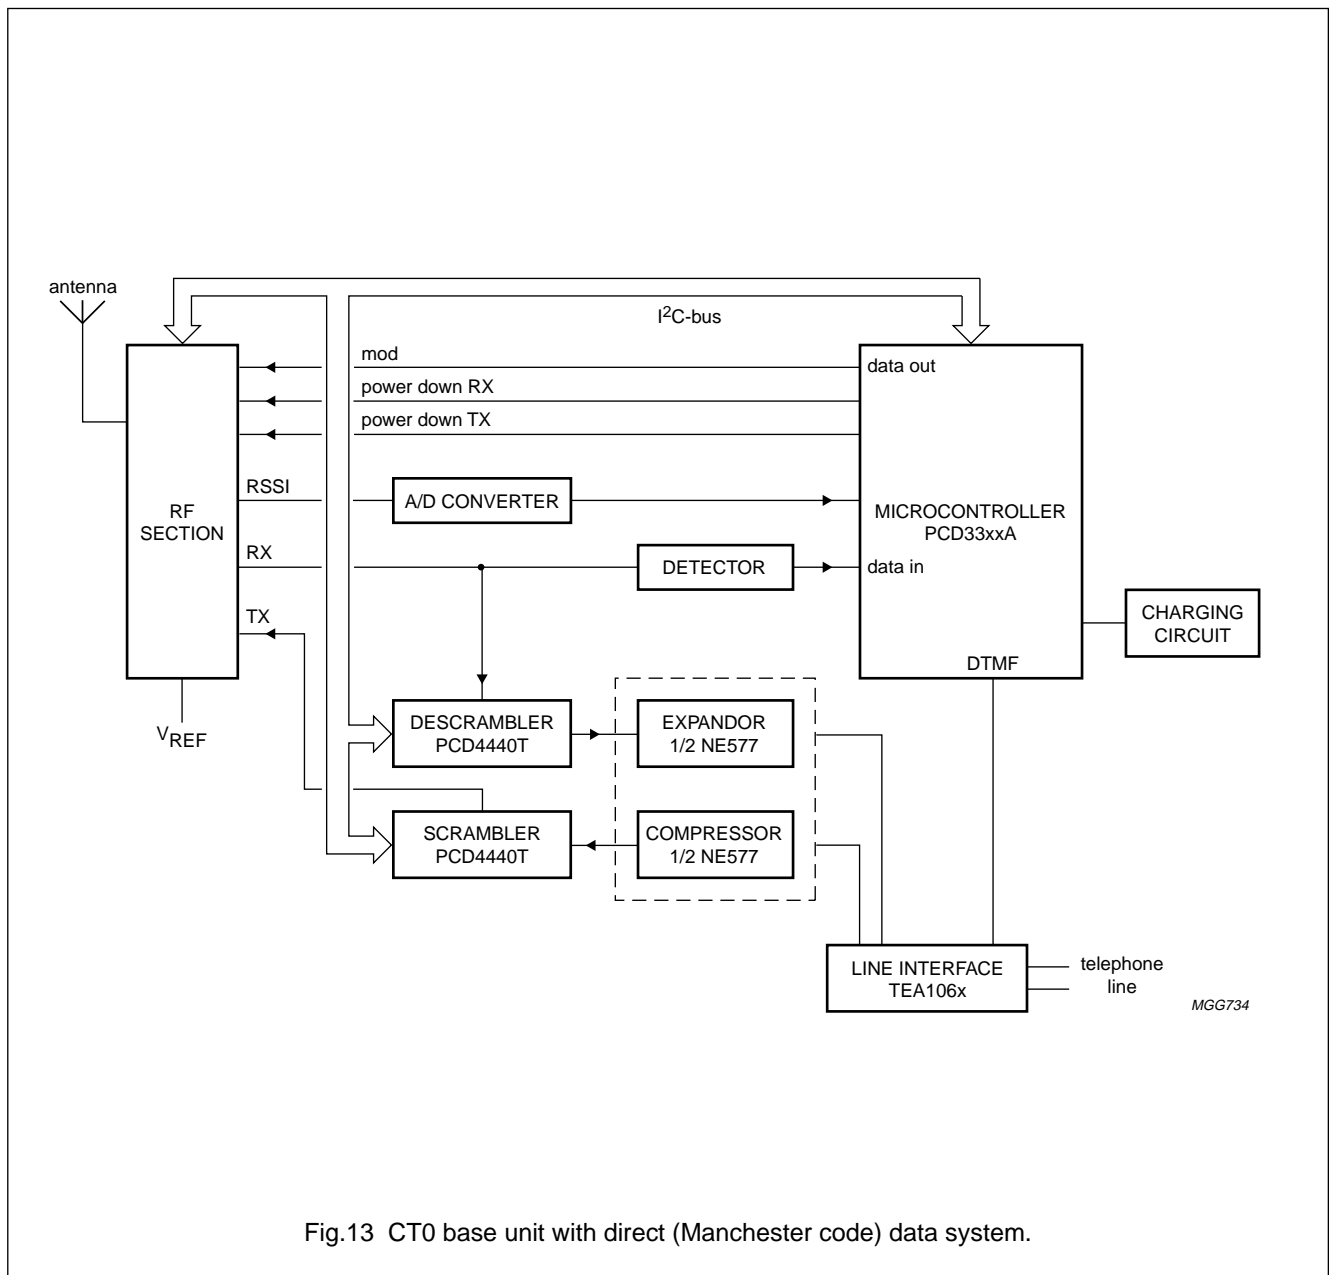 antenna
I2C-bus
mod
data out
power down RX
power down TX
RSSI
A/D CONVERTER
RF
SECTION
MICROCONTROLLER
PCD33xxA
RX
DETECTOR
data in
TX
CHARGING
CIRCUIT
DTMF
VREF
DESCRAMBLER
PCD4440T
EXPANDOR
1/2 NE577
SCRAMBLER
PCD4440T
COMPRESSOR
1/2 NE577
LINE INTERFACE
TEA106x
telephone
line
MGG734
Fig.13 CT0 base unit with direct (Manchester code) data system.